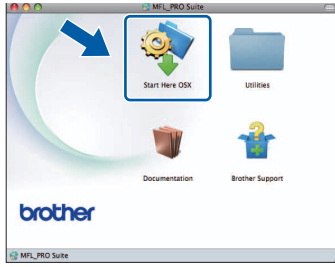 MFL_PRO Suite
Start Here OSX
Utilities
Documentation
Brother Support
brother
MFL_PRO Suite